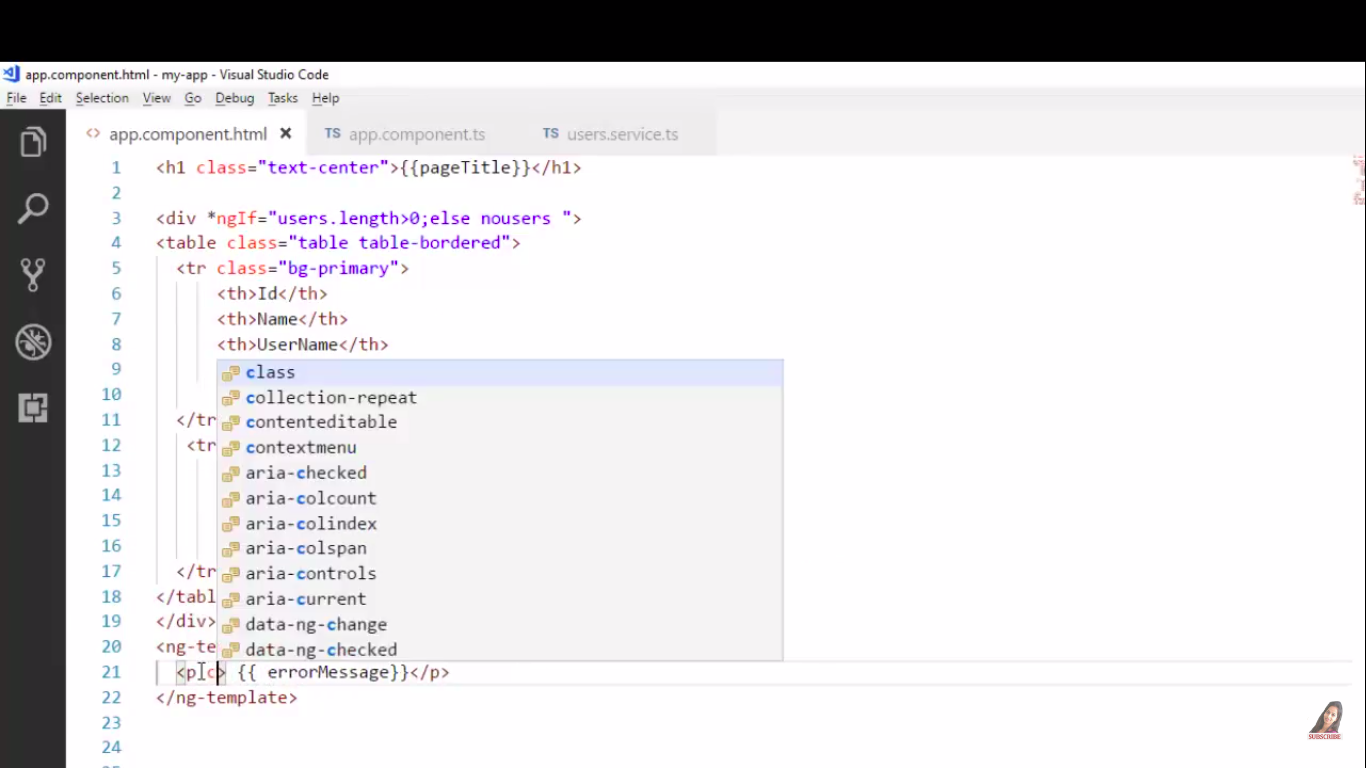 app.component.html - my-app - Visual Studio Code
File Edit Selection View Go Debug Tasks Help
<> app.component.html × TS app.component.ts TS users.service.ts
1 <h1 class="text-center">{{pageTitle}}</h1>
2
3 <div *ngIf="users.length>0;else nousers ">
4 <table class="table table-bordered">
5 <tr class="bg-primary">
6 <th>Id</th>
7 <th>Name</th>
8 <th>UserName</th>
9 class
10 collection-repeat
11 </tr contenteditable
12 <tr contextmenu
13 aria-checked
14 aria-colcount
15 aria-colindex
16 aria-colspan
17 </tr aria-controls
18 </tabl aria-current
19 </div> data-ng-change
20 <ng-te data-ng-checked
21 <p c> {{ errorMessage}}</p>
22 </ng-template>
23
24
SUBSCRIBE